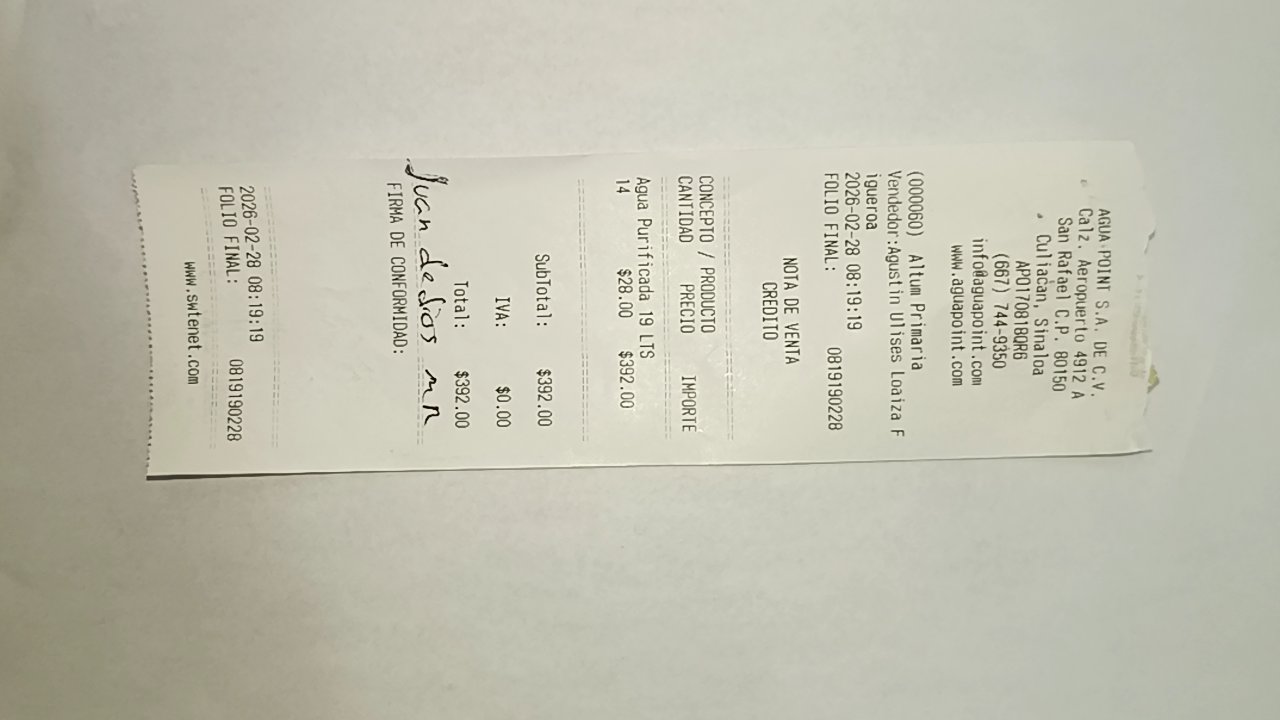 AGUA POINT S.A. DE C.V.
Calz. Aeropuerto 4912 A
San Rafael C.P. 80150
Culiacan, Sinaloa
APO170818QR6
(667) 744-9350
info@aguapoint.com
www.aguapoint.com
(000060) Altum Primaria
Vendedor:Agustin Ulises Loaiza F
igueroa
2026-02-28 08:19:19
FOLIO FINAL: 0819190228
NOTA DE VENTA
CREDITO
CONCEPTO / PRODUCTO
CANTIDAD PRECIO IMPORTE
Agua Purificada 19 LTS
14 $28.00 $392.00
SubTotal: $392.00
IVA: $0.00
Total: $392.00
Juan de dios m n
FIRMA DE CONFORMIDAD:
2026-02-28 08:19:19
FOLIO FINAL: 0819190228
www.swtenet.com